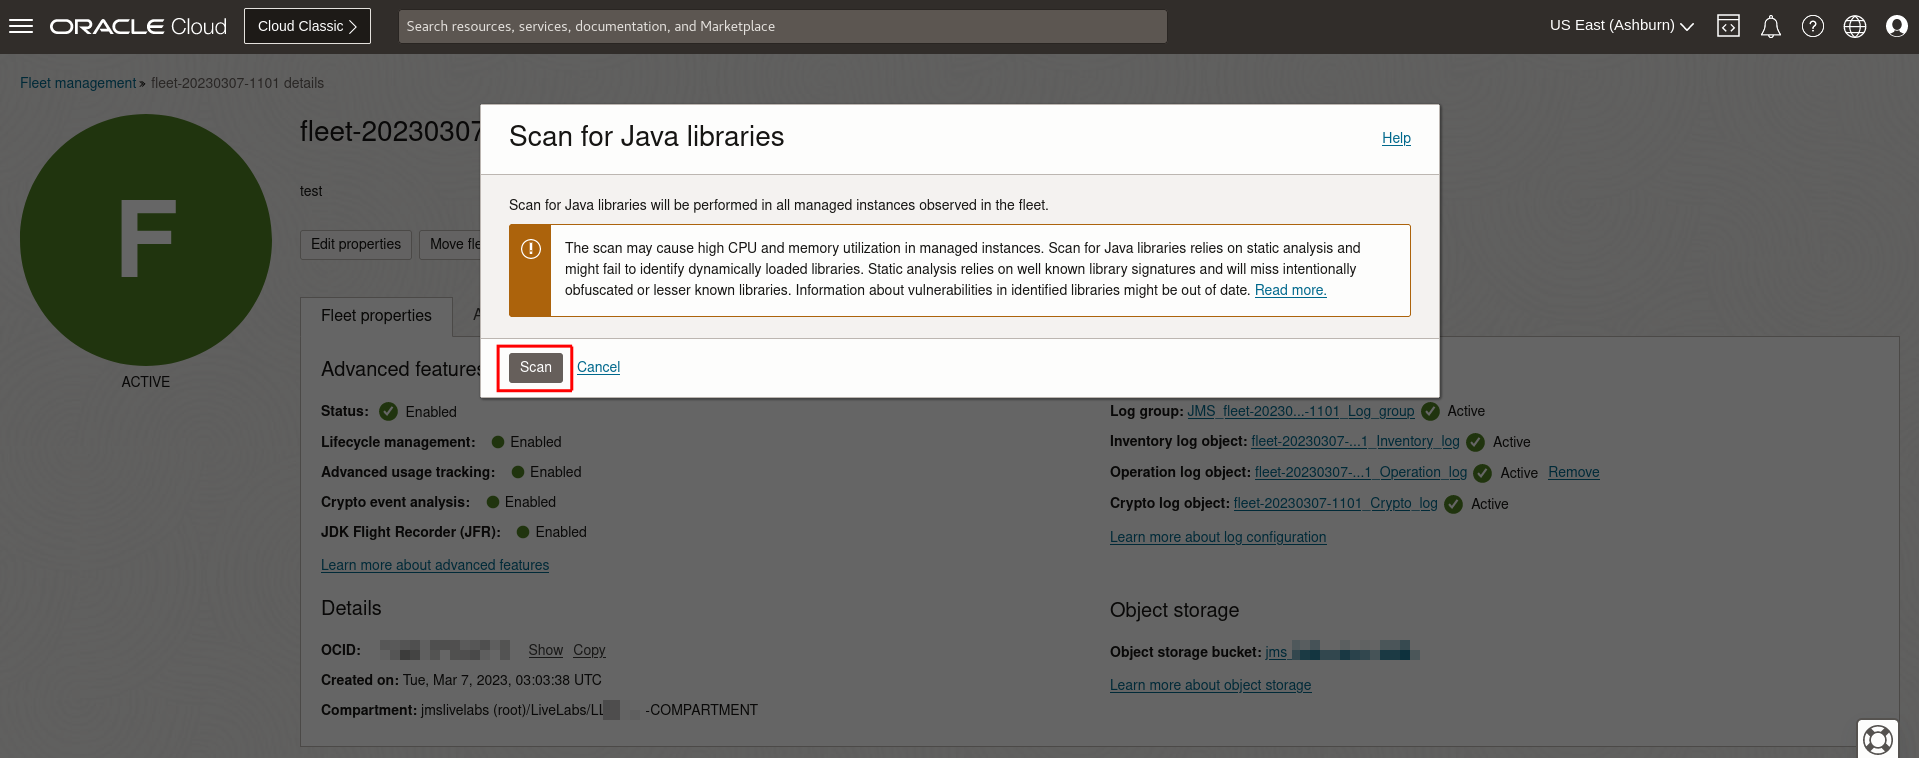 ORACLE Cloud
Cloud Classic
Search resources, services, documentation, and Marketplace
US East (Ashburn)
Fleet management » fleet-20230307-1101 details
F
ACTIVE
fleet-20230307
test
Edit properties
Move fle
Fleet properties
Scan for Java libraries
Help
Scan for Java libraries will be performed in all managed instances observed in the fleet.
The scan may cause high CPU and memory utilization in managed instances. Scan for Java libraries relies on static analysis and
might fail to identify dynamically loaded libraries. Static analysis relies on well known library signatures and will miss intentionally
obfuscated or lesser known libraries. Information about vulnerabilities in identified libraries might be out of date. Read more.
Scan
Cancel
Advanced features
Status: Enabled
Lifecycle management: Enabled
Advanced usage tracking: Enabled
Crypto event analysis: Enabled
JDK Flight Recorder (JFR): Enabled
Learn more about advanced features
Log group: JMS_fleet-20230...-1101_Log_group Active
Inventory log object: fleet-20230307-...1_Inventory_log Active
Operation log object: fleet-20230307-...1_Operation_log Active Remove
Crypto log object: fleet-20230307-1101_Crypto_log Active
Learn more about log configuration
Details
OCID: Show Copy
Created on: Tue, Mar 7, 2023, 03:03:38 UTC
Compartment: jmslivelabs (root)/LiveLabs/LL -COMPARTMENT
Object storage
Object storage bucket: jms_
Learn more about object storage